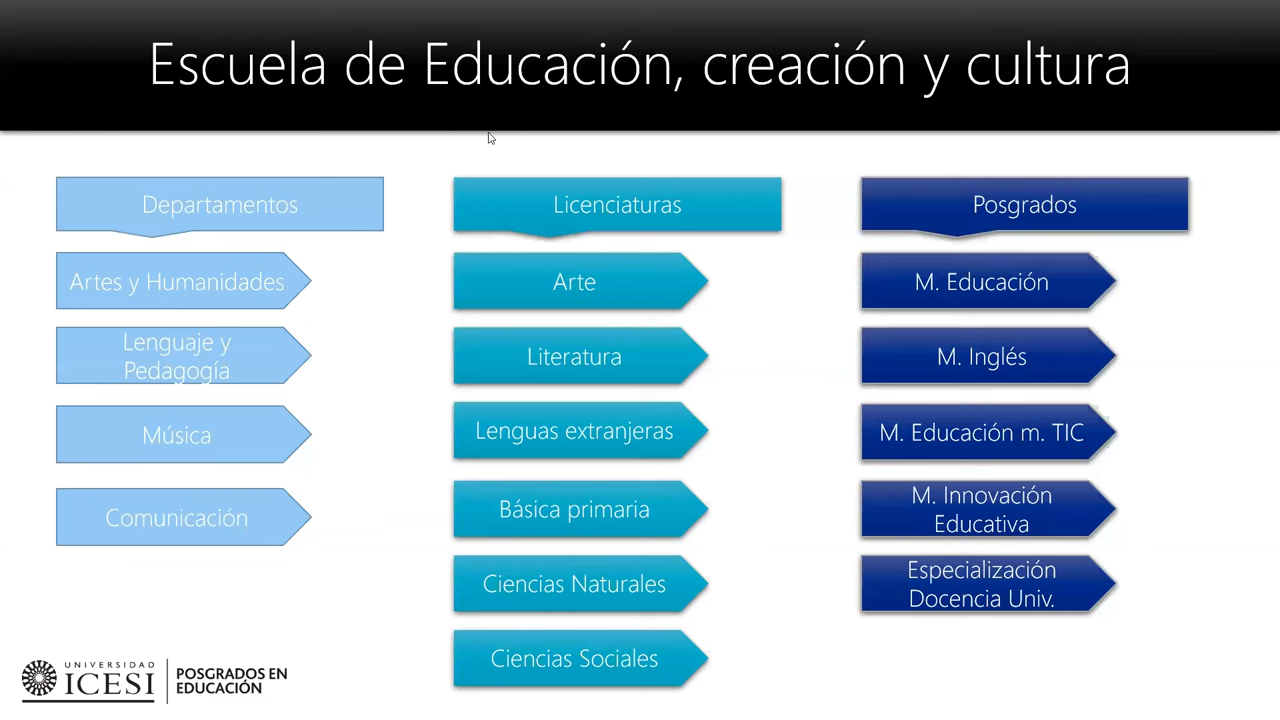 Escuela de Educación, creación y cultura
Departamentos
Artes y Humanidades
Lenguaje y
Pedagogía
Música
Comunicación
Licenciaturas
Arte
Literatura
Lenguas extranjeras
Básica primaria
Ciencias Naturales
Ciencias Sociales
Posgrados
M. Educación
M. Inglés
M. Educación m. TIC
M. Innovación
Educativa
Especialización
Docencia Univ.
UNIVERSIDAD
ICESI
POSGRADOS EN
EDUCACIÓN